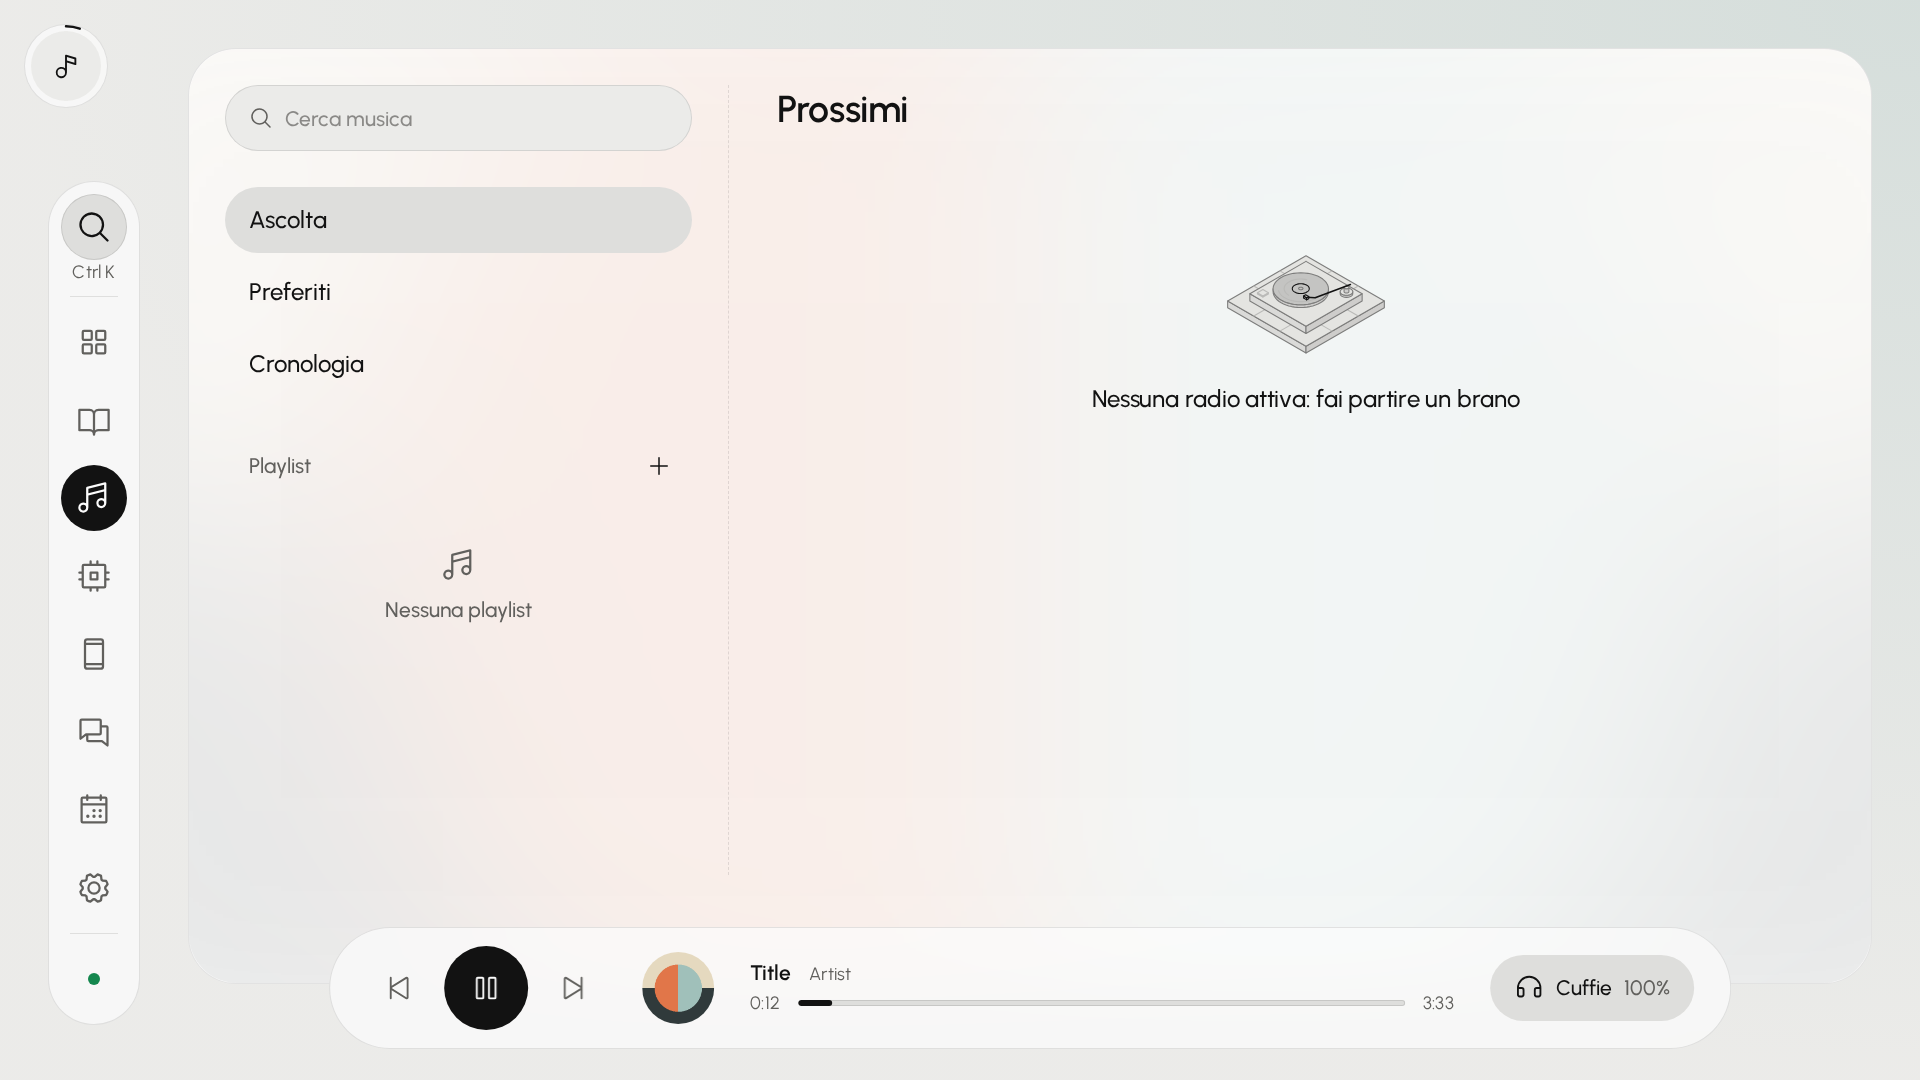 Cerca musica
Ctrl K
Ascolta
Preferiti
Cronologia
Playlist
Nessuna playlist
Prossimi
Nessuna radio attiva: fai partire un brano
Title Artist
0:12 3:33
Cuffie 100%